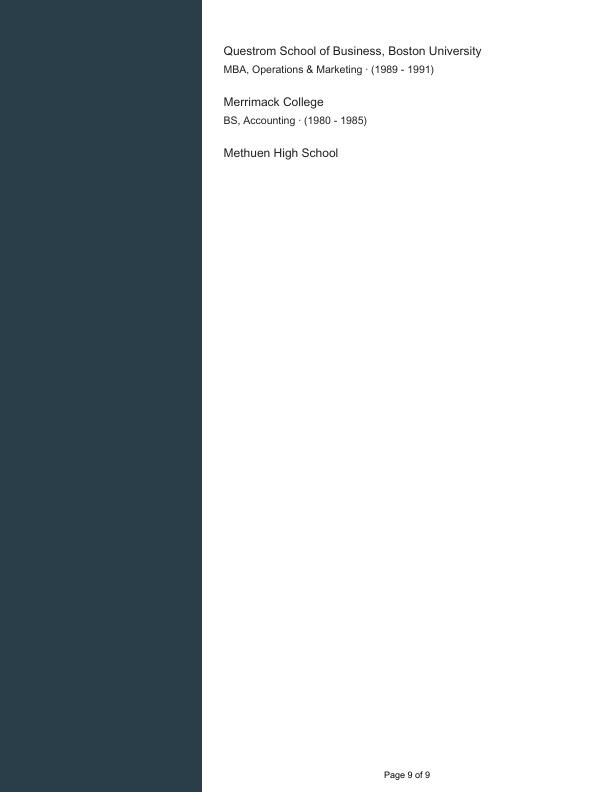 Questrom School of Business, Boston University
MBA, Operations & Marketing · (1989 - 1991)
Merrimack College
BS, Accounting · (1980 - 1985)
Methuen High School
Page 9 of 9